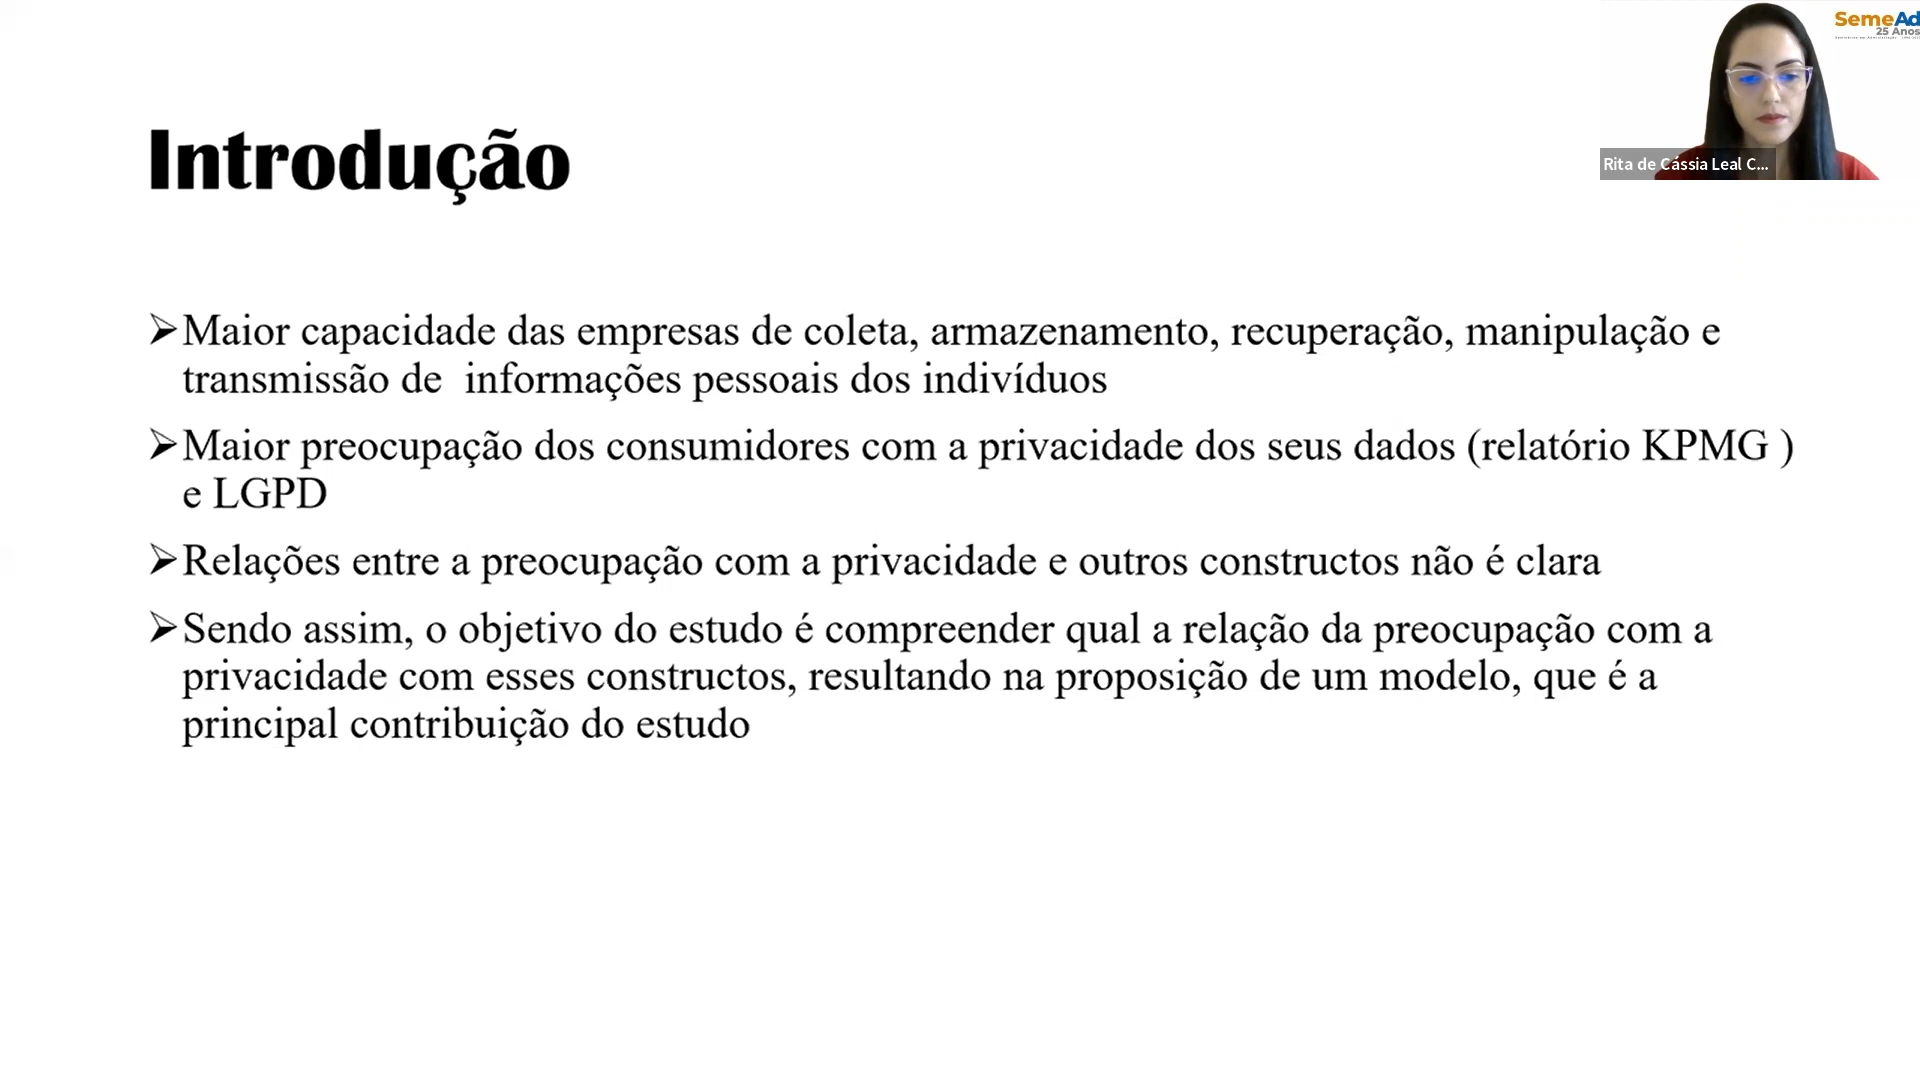 SemeAd
25 Anos
Introdução
Rita de Cássia Leal C...
➢Maior capacidade das empresas de coleta, armazenamento, recuperação, manipulação e
transmissão de informações pessoais dos indivíduos
➢Maior preocupação dos consumidores com a privacidade dos seus dados (relatório KPMG )
e LGPD
➢Relações entre a preocupação com a privacidade e outros constructos não é clara
➢Sendo assim, o objetivo do estudo é compreender qual a relação da preocupação com a
privacidade com esses constructos, resultando na proposição de um modelo, que é a
principal contribuição do estudo